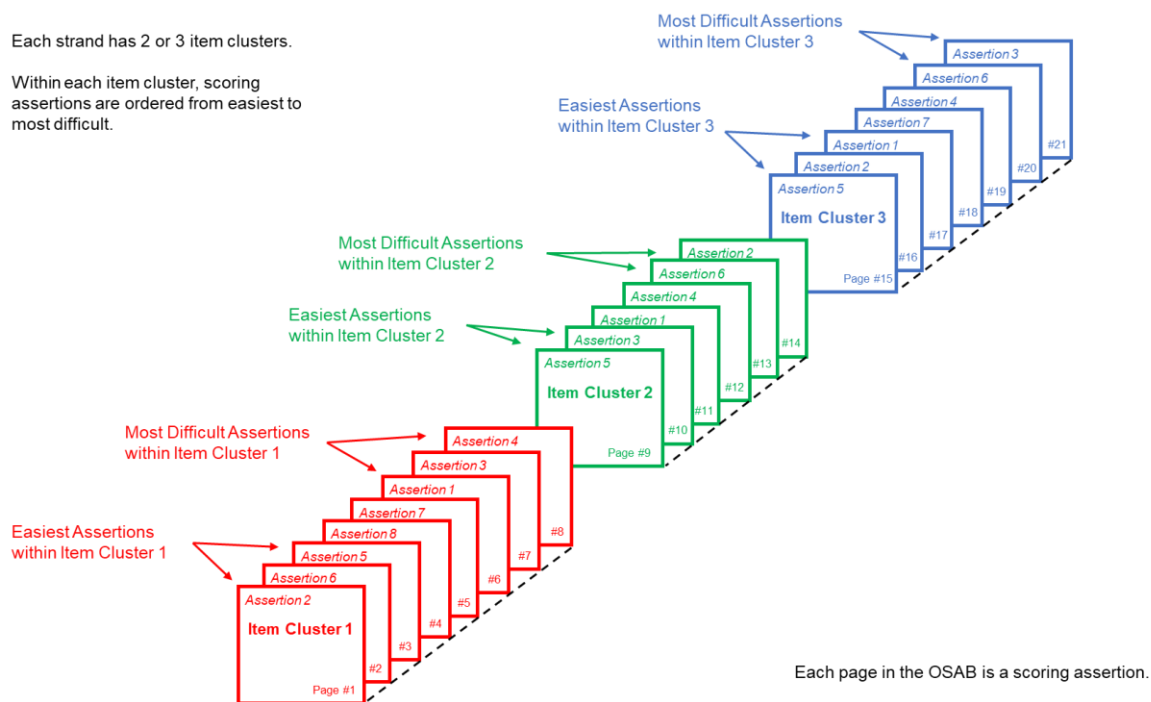 Each strand has 2 or 3 item clusters.
Within each item cluster, scoring
assertions are ordered from easiest to
most difficult.
Most Difficult Assertions
within Item Cluster 3
Easiest Assertions
within Item Cluster 3
Assertion 3
Assertion 6
Assertion 4
Assertion 7
Assertion 1
Assertion 2
Assertion 5
Item Cluster 3
Page #15
#16
#17
#18
#19
#20
#21
Most Difficult Assertions
within Item Cluster 2
Easiest Assertions
within Item Cluster 2
Assertion 2
Assertion 6
Assertion 4
Assertion 1
Assertion 3
Assertion 5
Item Cluster 2
Page #9
#10
#11
#12
#13
#14
Most Difficult Assertions
within Item Cluster 1
Easiest Assertions
within Item Cluster 1
Assertion 4
Assertion 3
Assertion 1
Assertion 7
Assertion 8
Assertion 5
Assertion 6
Assertion 2
Item Cluster 1
Page #1
#2
#3
#4
#5
#6
#7
#8
Each page in the OSAB is a scoring assertion.